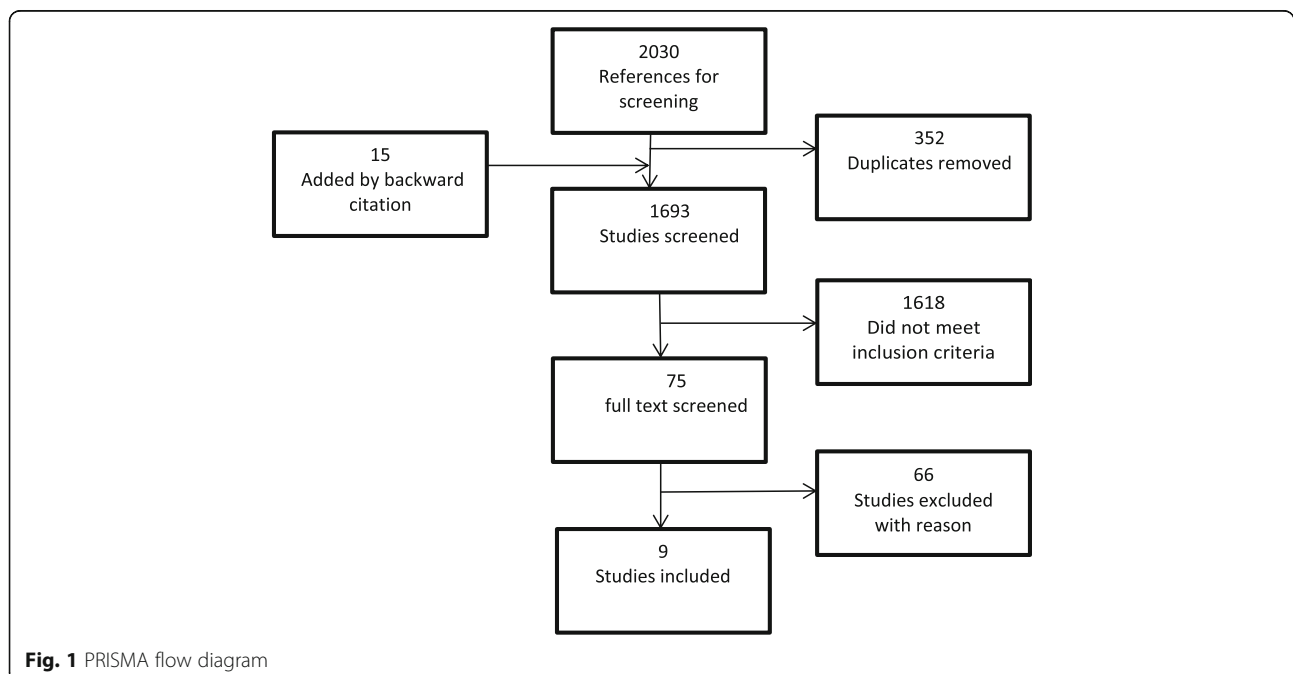 2030
References for
screening
352
Duplicates removed
15
Added by backward
citation
1693
Studies screened
1618
Did not meet
inclusion criteria
75
full text screened
66
Studies excluded
with reason
9
Studies included
Fig. 1 PRISMA flow diagram